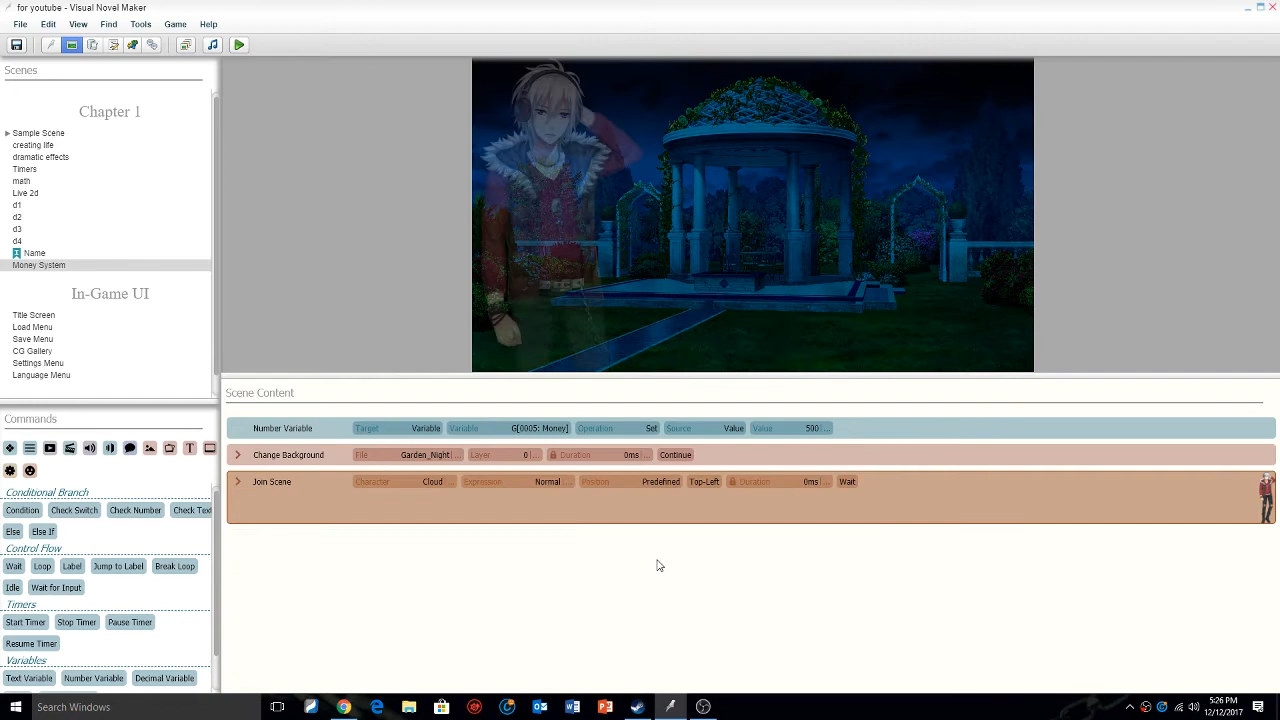 for youtube - Visual Novel Maker
File Edit View Find Tools Game Help
Scenes
Chapter 1
Sample Scene
creating life
dramatic effects
Timers
math
Live 2d
d1
d2
d3
d4
Name
Money System
In-Game UI
Title Screen
Load Menu
Save Menu
CG Gallery
Settings Menu
Language Menu
Commands
Conditional Branch
Condition Check Switch Check Number Check Text
Else Else If
Control Flow
Wait Loop Label Jump to Label Break Loop
Idle Wait for Input
Timers
Start Timer Stop Timer Pause Timer
Resume Timer
Variables
Text Variable Number Variable Decimal Variable
Scene Content
Number Variable Target Variable Variable G[0005: Money] Operation Set Source Value Value 500 ...
Change Background File Garden_Night ... Layer 0 ... Duration 0ms ... Continue
Join Scene Character Cloud ... Expression Normal ... Position Predefined Top-Left Duration 0ms ... Wait
Search Windows
5:26 PM
12/12/2017